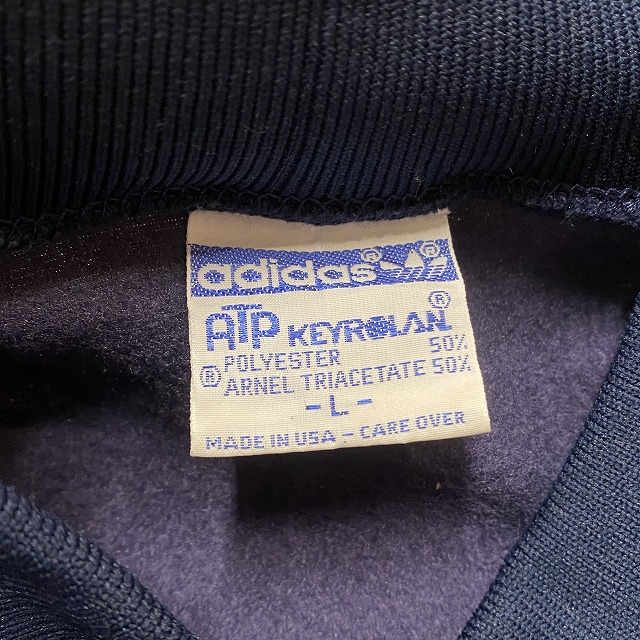 adidas®®
ATP KEYROLAN®
POLYESTER 50%
® ARNEL TRIACETATE 50%
- L -
MADE IN USA - CARE OVER